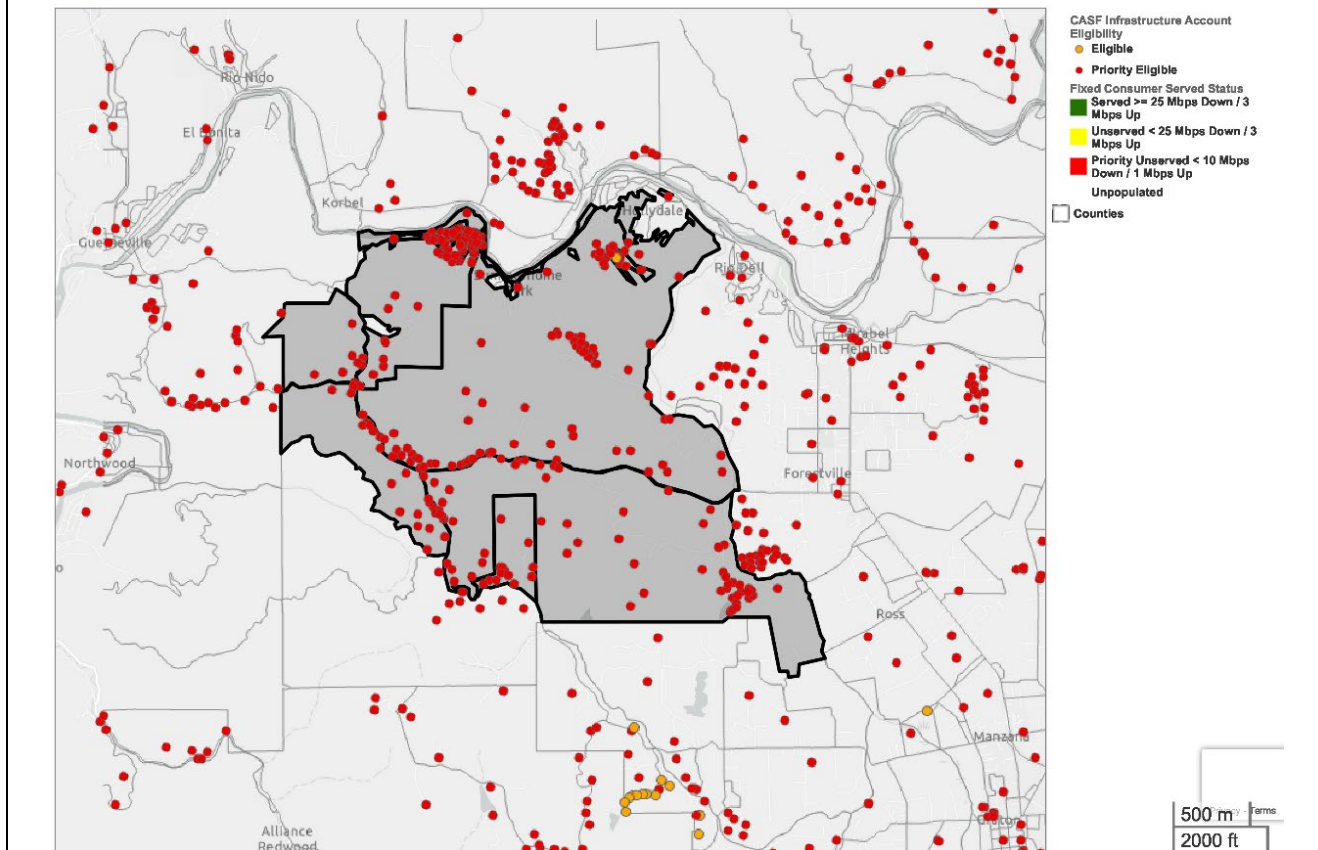 CASF Infrastructure Account
Eligibility
Eligible
Priority Eligible
Fixed Consumer Served Status
Served >= 25 Mbps Down / 3
Mbps Up
Unserved < 25 Mbps Down / 3
Mbps Up
Priority Unserved < 10 Mbps
Down / 1 Mbps Up
Unpopulated
Counties
Rio Nido
El Bonita
Korbel
Hollydale
Guerneville
Rio Dell
Mirabel
Heights
Northwood
Forestville
Ross
Manzana
Graton
Alliance
Redwood
500 m
Terms
2000 ft